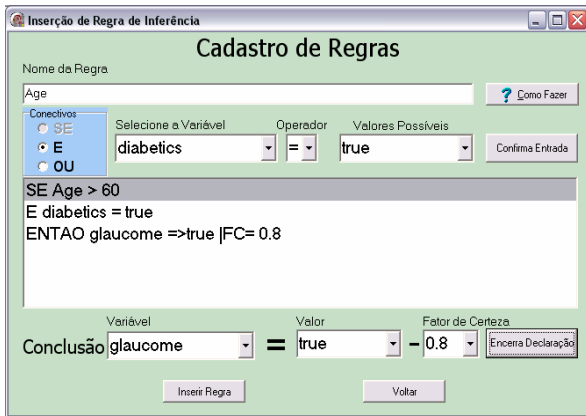 Inserção de Regra de Inferência
Cadastro de Regras
Nome da Regra
Age
? Como Fazer
Conectivos
SE
E
OU
Selecione a Variável Operador Valores Possíveis
diabetics = true Confirma Entrada
SE Age > 60
E diabetics = true
ENTAO glaucome =>true |FC= 0.8
Variável Valor Fator de Certeza
Conclusão glaucome = true - 0.8 Encerra Declaração
Inserir Regra Voltar